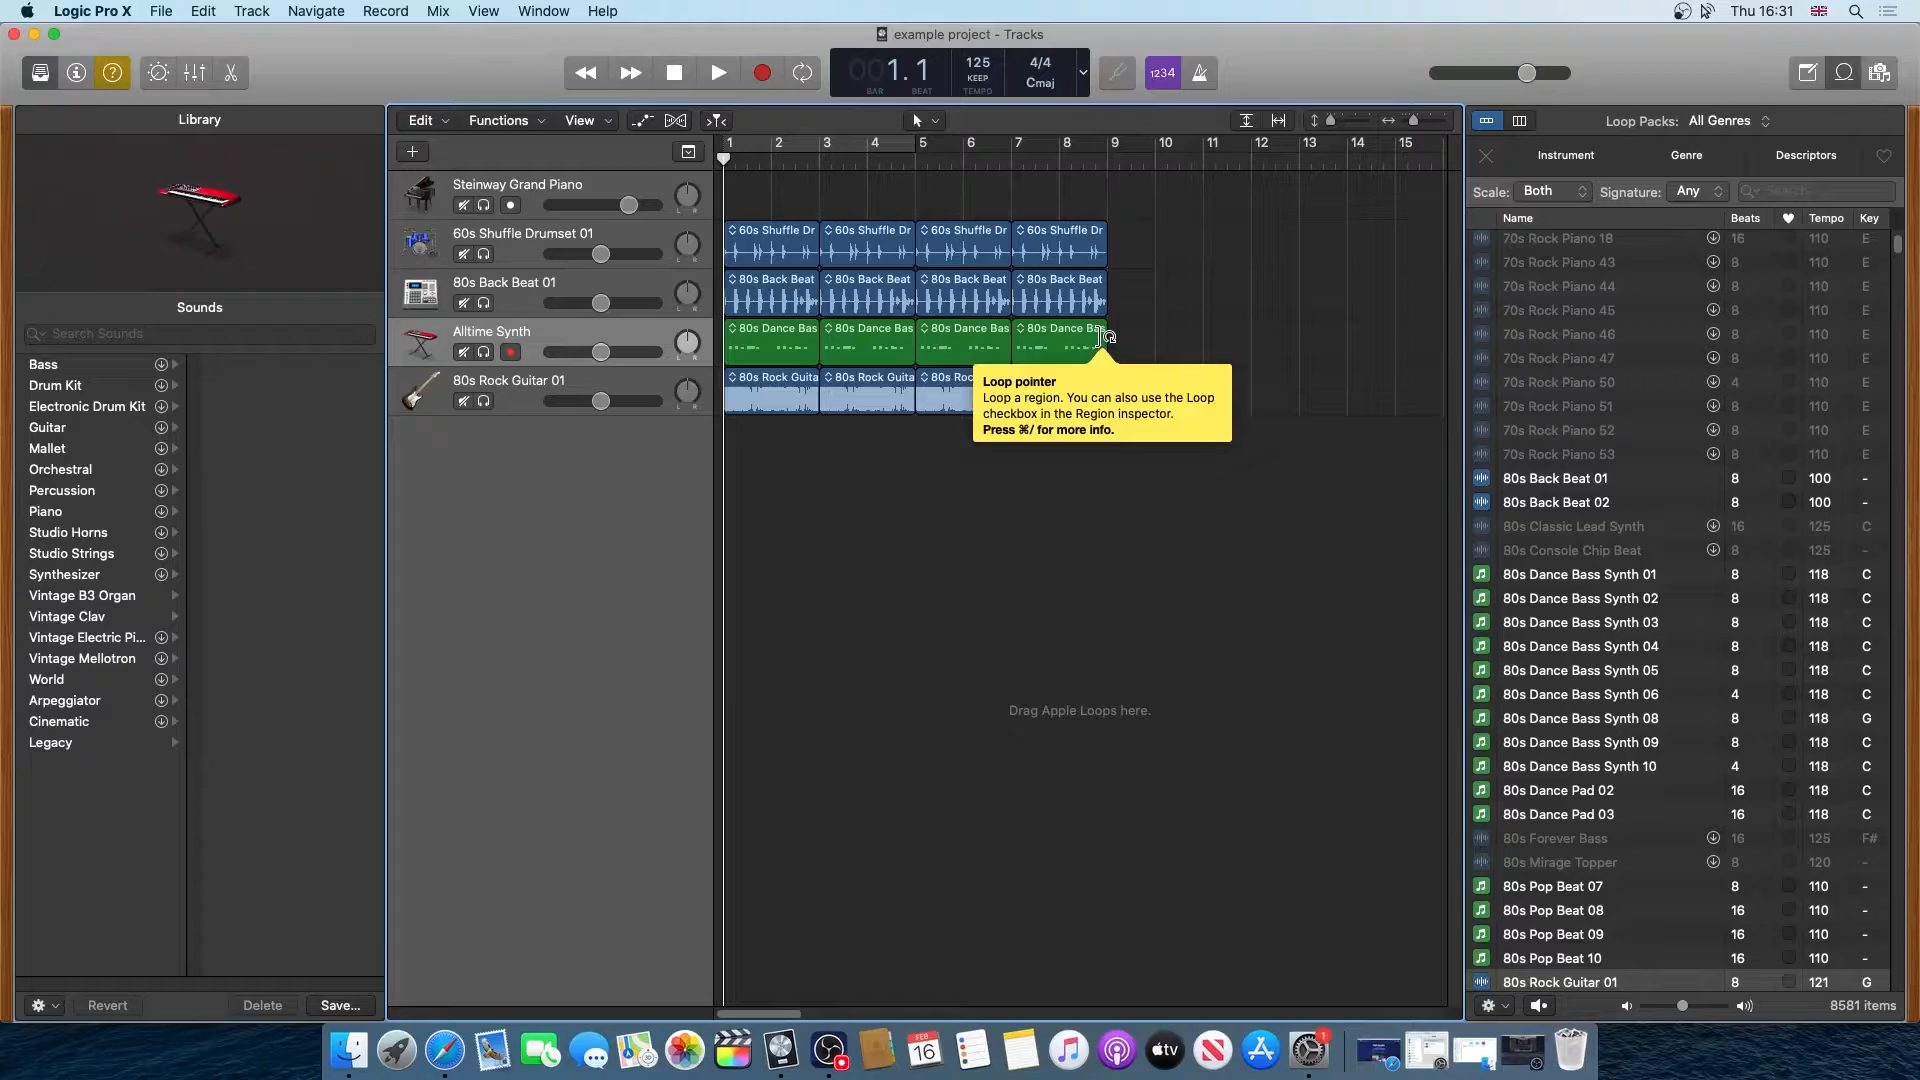 Logic Pro X File Edit Track Navigate Record Mix View Window Help
Thu 16:31
example project - Tracks
1. 1
BAR BEAT
125
KEEP
TEMPO
4/4
Cmaj
1234
Library
Sounds
Search Sounds
Bass
Drum Kit
Electronic Drum Kit
Guitar
Mallet
Orchestral
Percussion
Piano
Studio Horns
Studio Strings
Synthesizer
Vintage B3 Organ
Vintage Clav
Vintage Electric Pi...
Vintage Mellotron
World
Arpeggiator
Cinematic
Legacy
Revert Delete Save...
Edit Functions View
1 2 3 4 5 6 7 8 9 10 11 12 13 14 15
Steinway Grand Piano
L R
60s Shuffle Drumset 01
L R
80s Back Beat 01
L R
Alltime Synth
L R
80s Rock Guitar 01
L R
60s Shuffle Dr 60s Shuffle Dr 60s Shuffle Dr 60s Shuffle Dr
80s Back Beat 80s Back Beat 80s Back Beat 80s Back Beat
80s Dance Bas 80s Dance Bas 80s Dance Bas 80s Dance Bas
80s Rock Guita 80s Rock Guita 80s Roc
Loop pointer
Loop a region. You can also use the Loop
checkbox in the Region inspector.
Press ⌘/ for more info.
Drag Apple Loops here.
Loop Packs: All Genres
Instrument Genre Descriptors
Scale: Both Signature: Any Search
Name Beats Tempo Key
70s Rock Piano 18 16 110 E
70s Rock Piano 43 8 110 E
70s Rock Piano 44 8 110 E
70s Rock Piano 45 8 110 E
70s Rock Piano 46 8 110 E
70s Rock Piano 47 8 110 E
70s Rock Piano 50 4 110 E
70s Rock Piano 51 8 110 E
70s Rock Piano 52 8 110 E
70s Rock Piano 53 8 110 E
80s Back Beat 01 8 100 -
80s Back Beat 02 8 100 -
80s Classic Lead Synth 16 125 C
80s Console Chip Beat 8 125 -
80s Dance Bass Synth 01 8 118 C
80s Dance Bass Synth 02 8 118 C
80s Dance Bass Synth 03 8 118 C
80s Dance Bass Synth 04 8 118 C
80s Dance Bass Synth 05 8 118 C
80s Dance Bass Synth 06 4 118 C
80s Dance Bass Synth 08 8 118 G
80s Dance Bass Synth 09 8 118 C
80s Dance Bass Synth 10 4 118 C
80s Dance Pad 02 16 118 C
80s Dance Pad 03 16 118 C
80s Forever Bass 16 125 F#
80s Mirage Topper 8 120 -
80s Pop Beat 07 8 110 -
80s Pop Beat 08 16 110 -
80s Pop Beat 09 16 110 -
80s Pop Beat 10 16 110 -
80s Rock Guitar 01 8 121 G
8581 items
FEB
16
tv
1